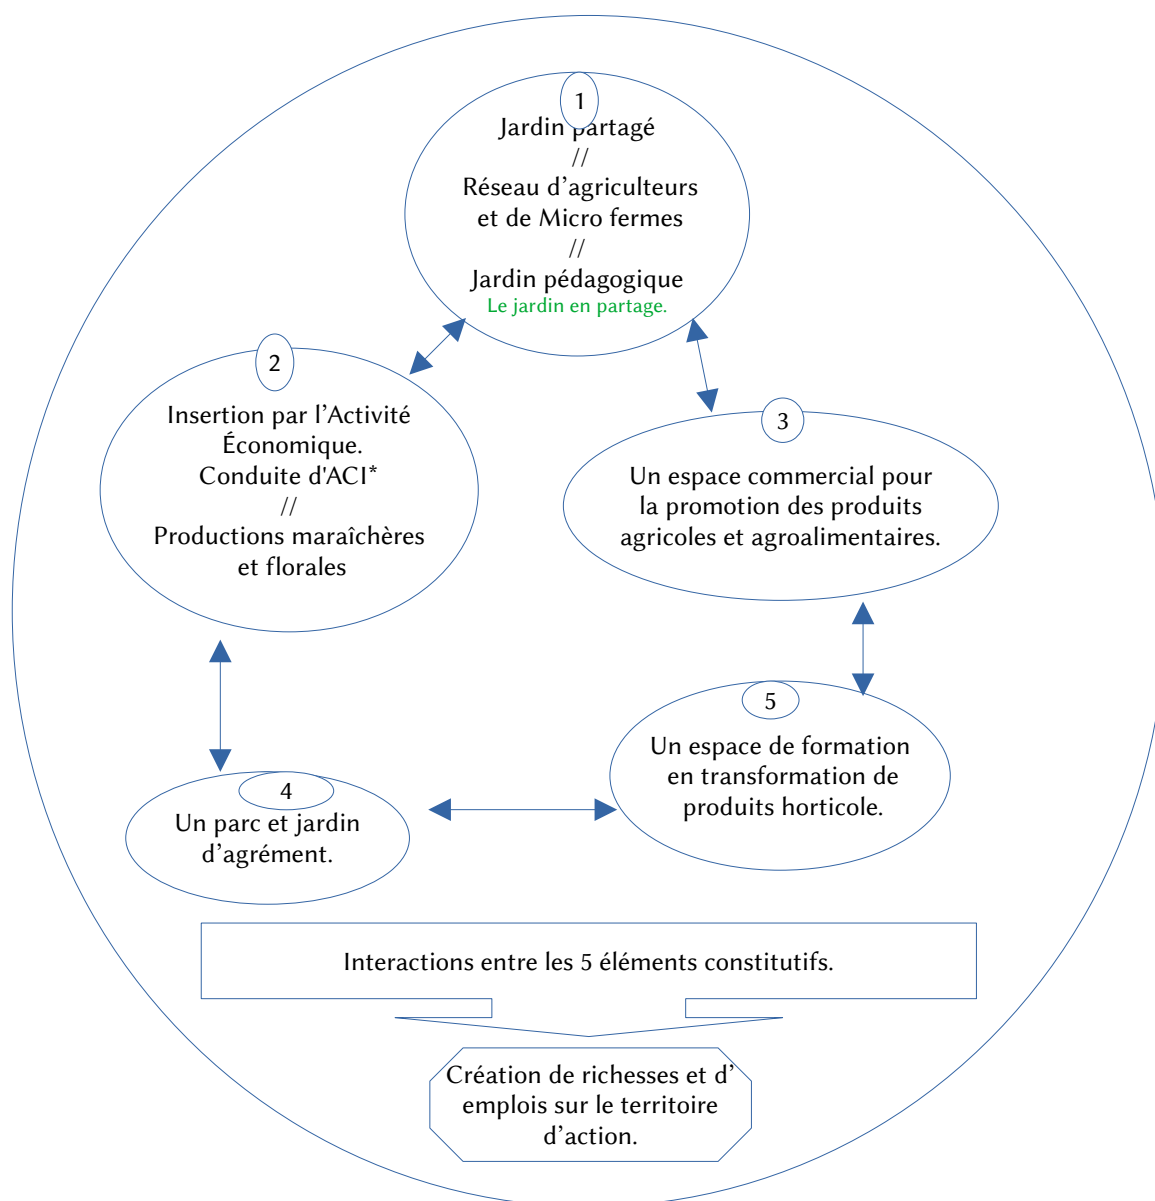 1
Jardin partagé
//
Réseau d’agriculteurs
et de Micro fermes
//
Jardin pédagogique
Le jardin en partage.
2
Insertion par l’Activité
Économique.
Conduite d'ACI*
//
Productions maraîchères
et florales
3
Un espace commercial pour
la promotion des produits
agricoles et agroalimentaires.
4
Un parc et jardin
d’agrément.
5
Un espace de formation
en transformation de
produits horticole.
Interactions entre les 5 éléments constitutifs.
Création de richesses et d’
emplois sur le territoire
d’action.